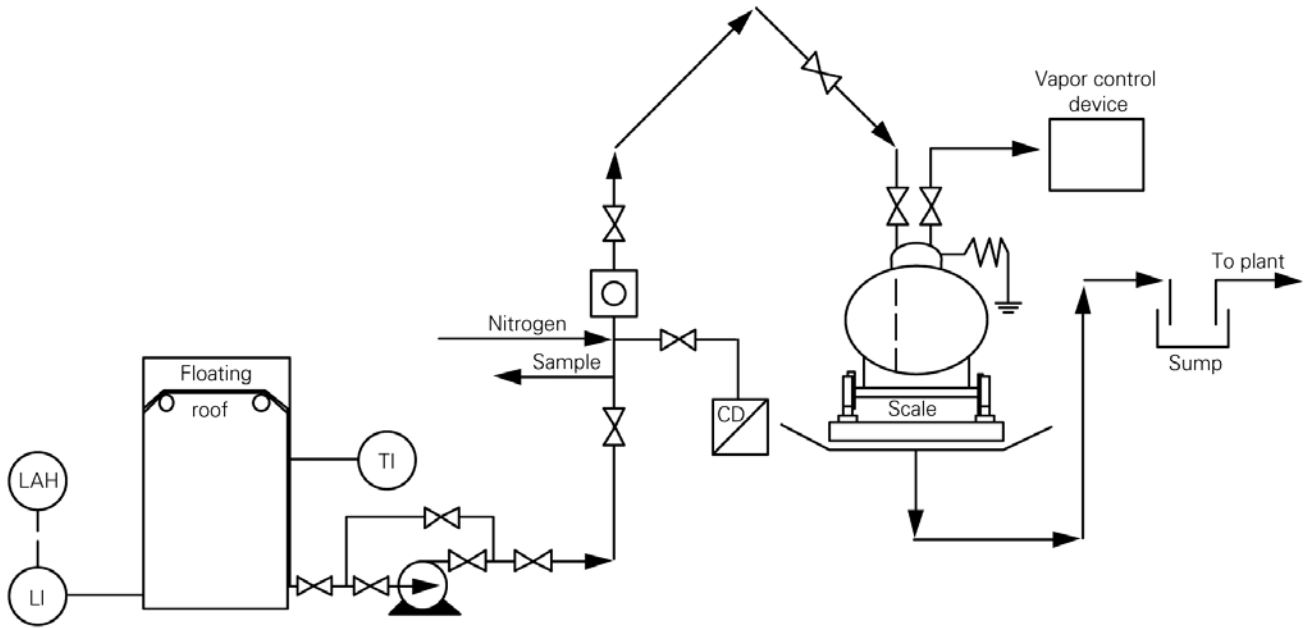 Vapor control
device
To plant
Nitrogen
Sample
Sump
Floating
roof
CD
Scale
TI
LAH
LI